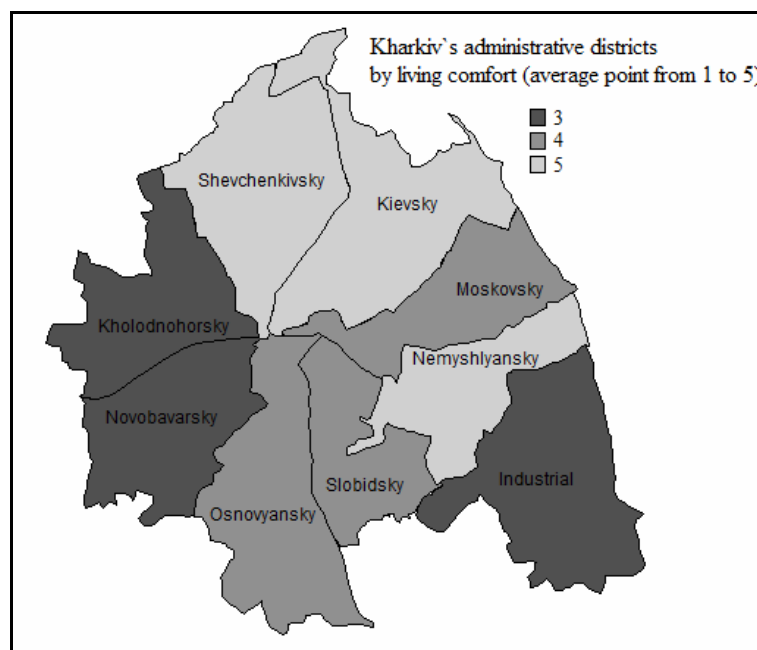 Kharkiv`s administrative districts
by living comfort (average point from 1 to 5)
3
4
5
Shevchenkivsky
Kievsky
Moskovsky
Kholodnohorsky
Nemyshlyansky
Novobavarsky
Slobidsky
Industrial
Osnovyansky